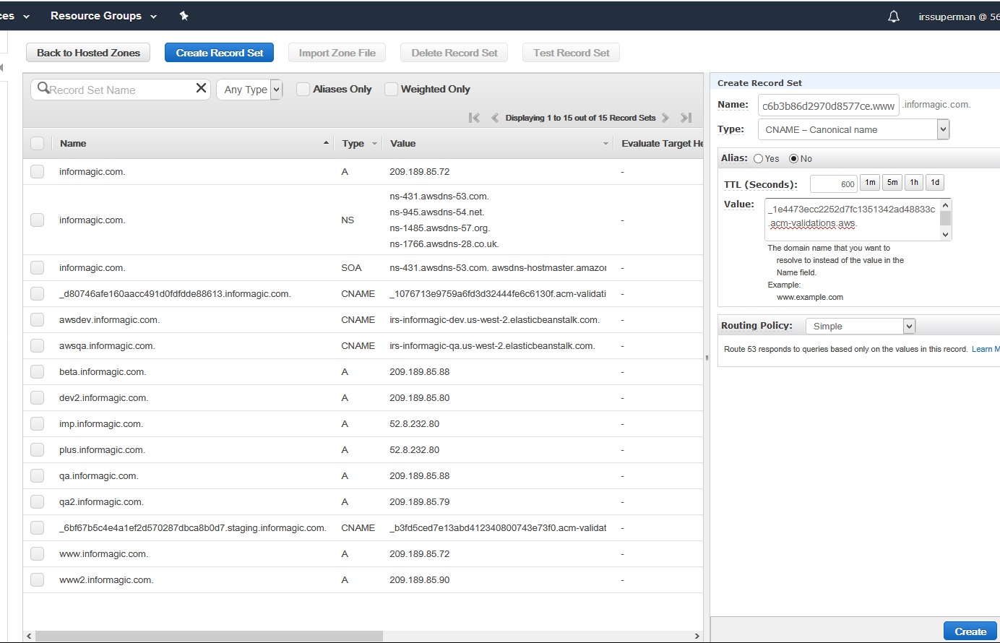 ces Resource Groups irssuperman @ 56
Back to Hosted Zones Create Record Set Import Zone File Delete Record Set Test Record Set
Record Set Name Any Type Aliases Only Weighted Only
Displaying 1 to 15 out of 15 Record Sets
Name Type Value Evaluate Target He
informagic.com. A 209.189.85.72 -
informagic.com. NS ns-431.awsdns-53.com. -
ns-945.awsdns-54.net.
ns-1485.awsdns-57.org.
ns-1766.awsdns-28.co.uk.
informagic.com. SOA ns-431.awsdns-53.com. awsdns-hostmaster.amazon -
_d80746afe160aacc491d0fdfdde88613.informagic.com. CNAME _1076713e9759a6fd3d32444fe6c6130f.acm-validati -
awsdev.informagic.com. CNAME irs-informagic-dev.us-west-2.elasticbeanstalk.com. -
awsqa.informagic.com. CNAME irs-informagic-qa.us-west-2.elasticbeanstalk.com. -
beta.informagic.com. A 209.189.85.88 -
dev2.informagic.com. A 209.189.85.80 -
imp.informagic.com. A 52.8.232.80 -
plus.informagic.com. A 52.8.232.80 -
qa.informagic.com. A 209.189.85.88 -
qa2.informagic.com. A 209.189.85.79 -
_6bf67b5c4e4a1ef2d570287dbca8b0d7.staging.informagic.com. CNAME _b3fd5ced7e13abd412340800743e73f0.acm-validat -
www.informagic.com. A 209.189.85.72 -
www2.informagic.com. A 209.189.85.90 -
Create Record Set
Name: c6b3b86d2970d8577ce.www .informagic.com.
Type: CNAME – Canonical name
Alias: Yes No
TTL (Seconds): 600 1m 5m 1h 1d
Value: _1e4473ecc2252d7fc1351342ad48833c
.acm-validations.aws.
The domain name that you want to
resolve to instead of the value in the
Name field.
Example:
www.example.com
Routing Policy: Simple
Route 53 responds to queries based only on the values in this record. Learn M
Create